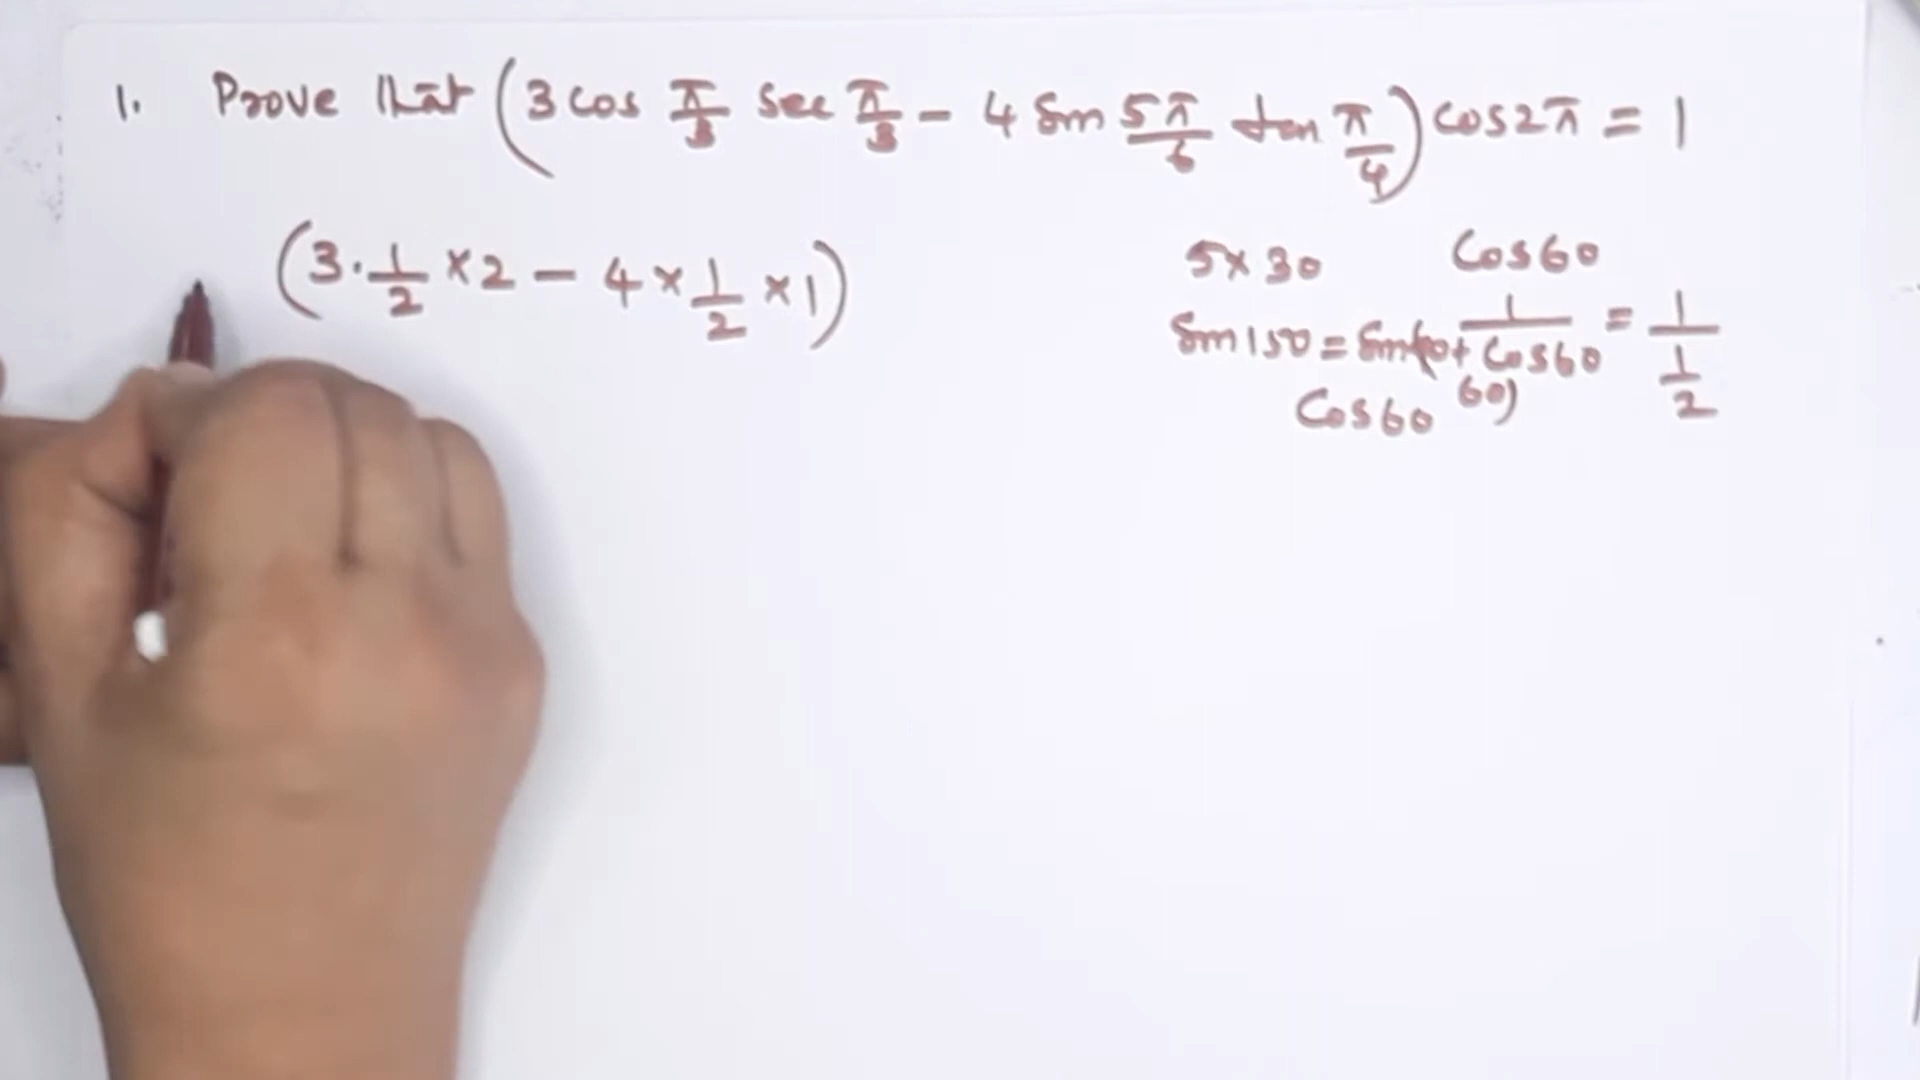 1. Prove that (3 cos π/3 sec π/3 - 4 sin 5π/6 tan π/4) cos 2π = 1
(3 · 1/2 × 2 - 4 × 1/2 × 1)
5 × 30
sin 150 = sin(90 + 60)
cos 60
cos 60
1/cos 60 = 1/(1/2)